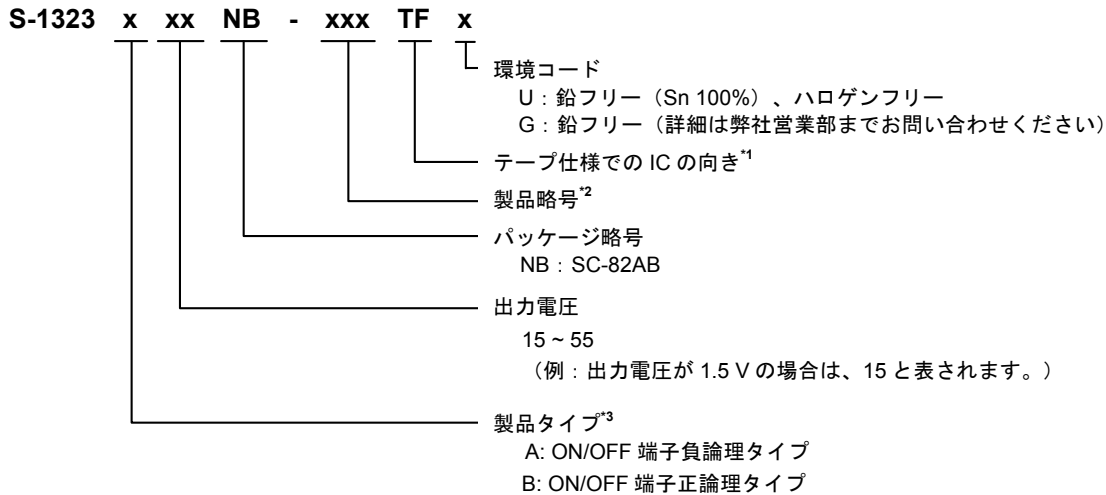 S-1323 x xx NB - xxx TF x
環境コード
U：鉛フリー（Sn 100%）、ハロゲンフリー
G：鉛フリー（詳細は弊社営業部までお問い合わせください）
テープ仕様での IC の向き*1
製品略号*2
パッケージ略号
NB：SC-82AB
出力電圧
15 ~ 55
（例：出力電圧が 1.5 V の場合は、15 と表されます。）
製品タイプ*3
A: ON/OFF 端子負論理タイプ
B: ON/OFF 端子正論理タイプ